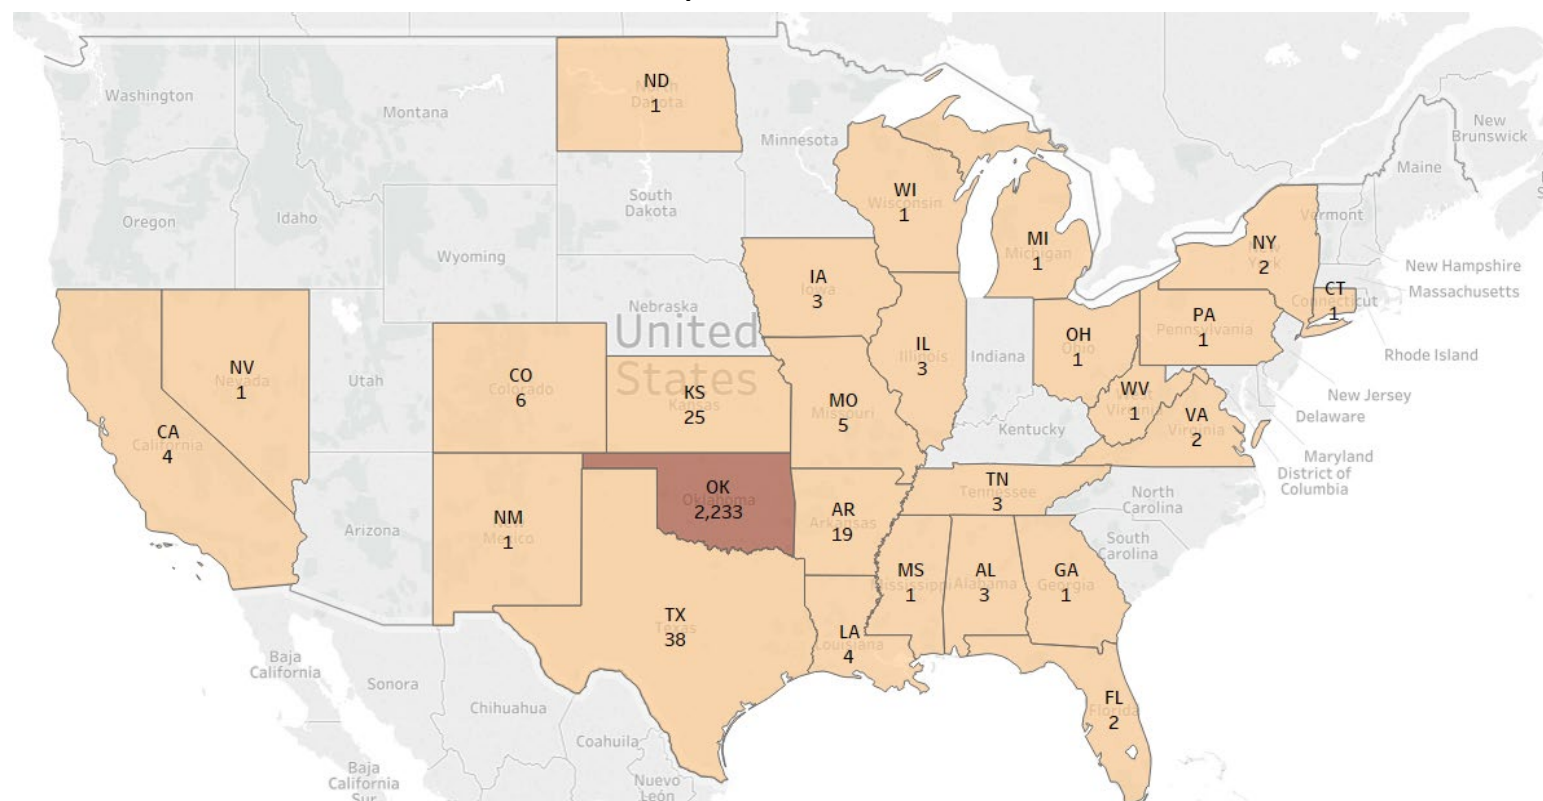 Washington
Montana
ND
North
Dakota
1
Minnesota
New
Brunswick
Maine
Oregon
Idaho
South
Dakota
WI
Wisconsin
1
Vermont
Wyoming
MI
Michigan
1
NY
New
York
2
New Hampshire
Massachusetts
IA
Iowa
3
Nebraska
CT
Connecticut
1
United
States
PA
Pennsylvania
1
Rhode Island
NV
Nevada
1
Utah
CO
Colorado
6
KS
Kansas
25
IL
Illinois
3
Indiana
OH
Ohio
1
New Jersey
Delaware
MO
Missouri
5
WV
West
Virginia
1
VA
Virginia
2
Kentucky
CA
California
4
Maryland
District of
Columbia
OK
Oklahoma
2,233
TN
Tennessee
3
North
Carolina
Arizona
NM
New
Mexico
1
AR
Arkansas
19
South
Carolina
MS
Mississippi
1
AL
Alabama
3
GA
Georgia
1
TX
Texas
38
LA
Louisiana
4
Baja
California
Sonora
Chihuahua
FL
Florida
2
Coahuila
Baja
California
Sur
Nuevo
León